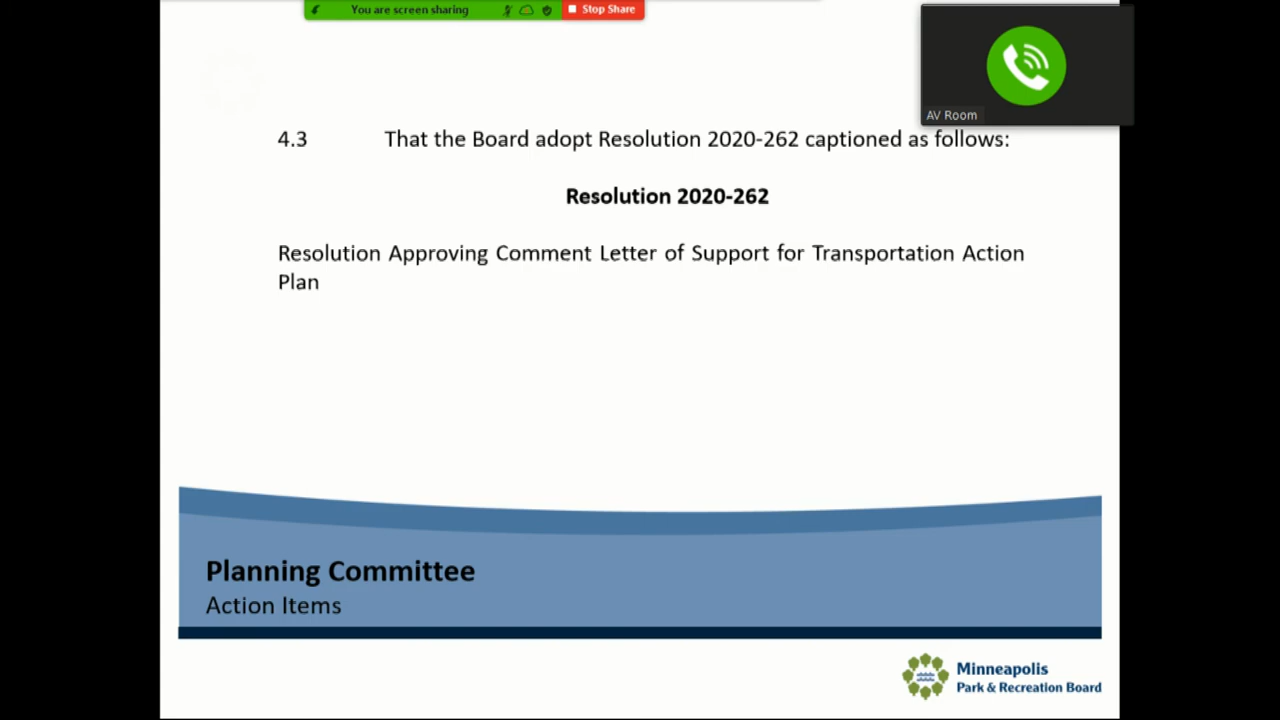 You are screen sharing Stop Share
AV Room
4.3 That the Board adopt Resolution 2020-262 captioned as follows:
Resolution 2020-262
Resolution Approving Comment Letter of Support for Transportation Action
Plan
Planning Committee
Action Items
Minneapolis
Park & Recreation Board